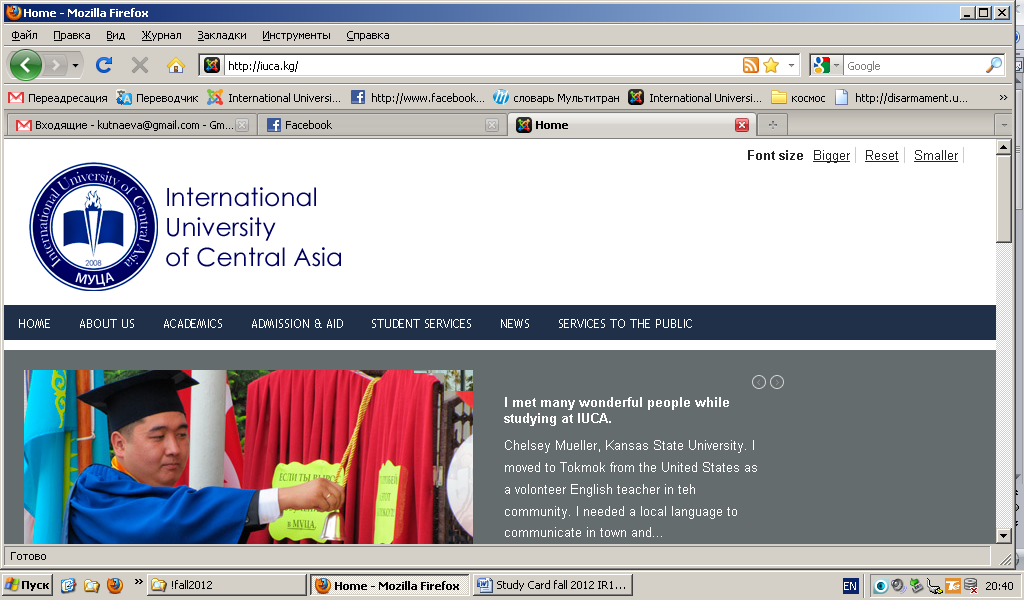 Home - Mozilla Firefox
Файл Правка Вид Журнал Закладки Инструменты Справка
http://iuca.kg/ Google
Переадресация Переводчик International Universi... http://www.facebook... словарь Мультитран International Universi... космос http://disarmament.u... »
Входящие - kutnaeva@gmail.com - Gm... Facebook Home
Font size Bigger Reset Smaller
International University of Central Asia
2008
МУЦА
International
University
of Central Asia
HOME ABOUT US ACADEMICS ADMISSION & AID STUDENT SERVICES NEWS SERVICES TO THE PUBLIC
ЕСЛИ ТЫ
в МУЦА,
I met many wonderful people while
studying at IUCA.
Chelsey Mueller, Kansas State University. I
moved to Tokmok from the United States as
a volunteer English teacher in teh
community. I needed a local language to
communicate in town and...
Готово
Пуск » !fall2012 Home - Mozilla Firefox Study Card fall 2012 IR1... EN 20:40